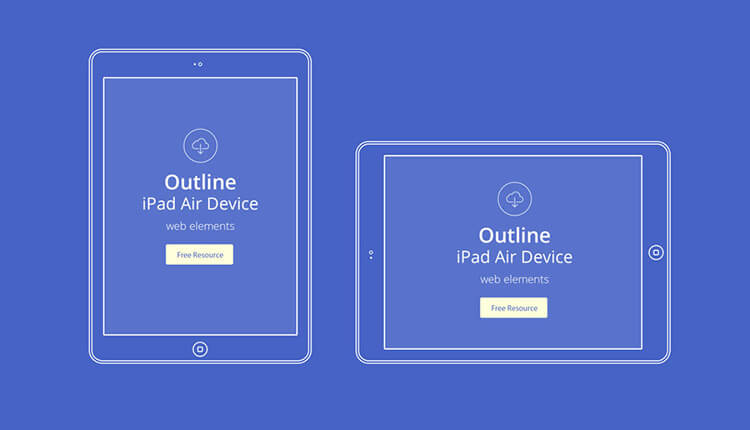 Outline
iPad Air Device
web elements
Free Resource
Outline
iPad Air Device
web elements
Free Resource